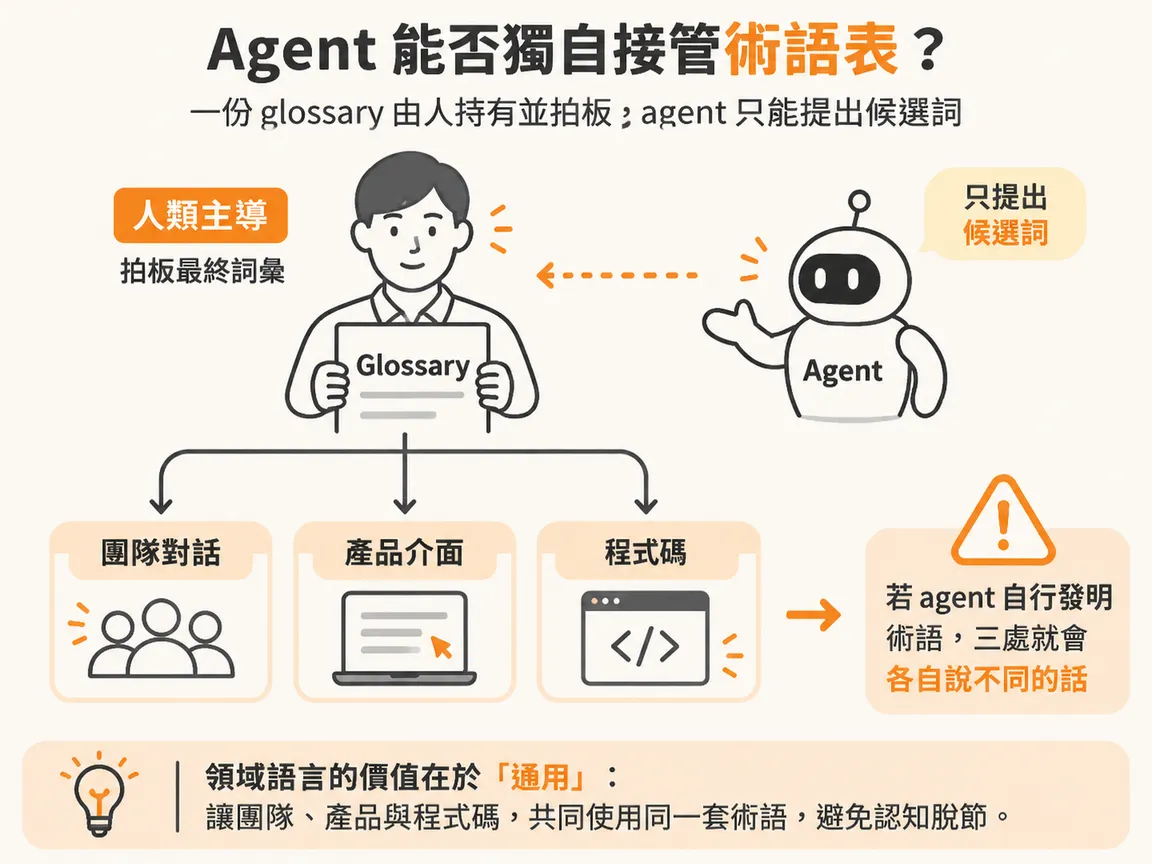 Agent 能否獨自接管術語表？
一份 glossary 由人持有並拍板；agent 只能提出候選詞
人類主導
拍板最終詞彙
只提出
候選詞
Glossary
Agent
團隊對話
產品介面
程式碼
</>
若 agent 自行發明
術語，三處就會
各自說不同的話
領域語言的價值在於「通用」：
讓團隊、產品與程式碼，共同使用同一套術語，避免認知脫節。